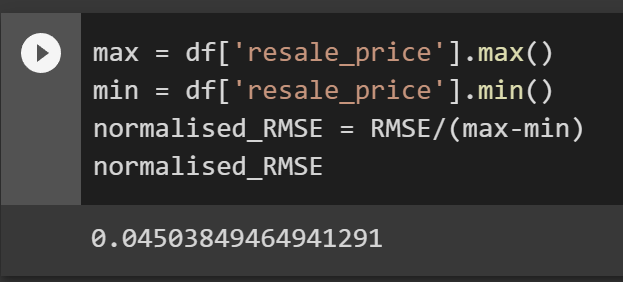 max = df['resale_price'].max()
min = df['resale_price'].min()
normalised_RMSE = RMSE/(max-min)
normalised_RMSE
0.04503849464941291